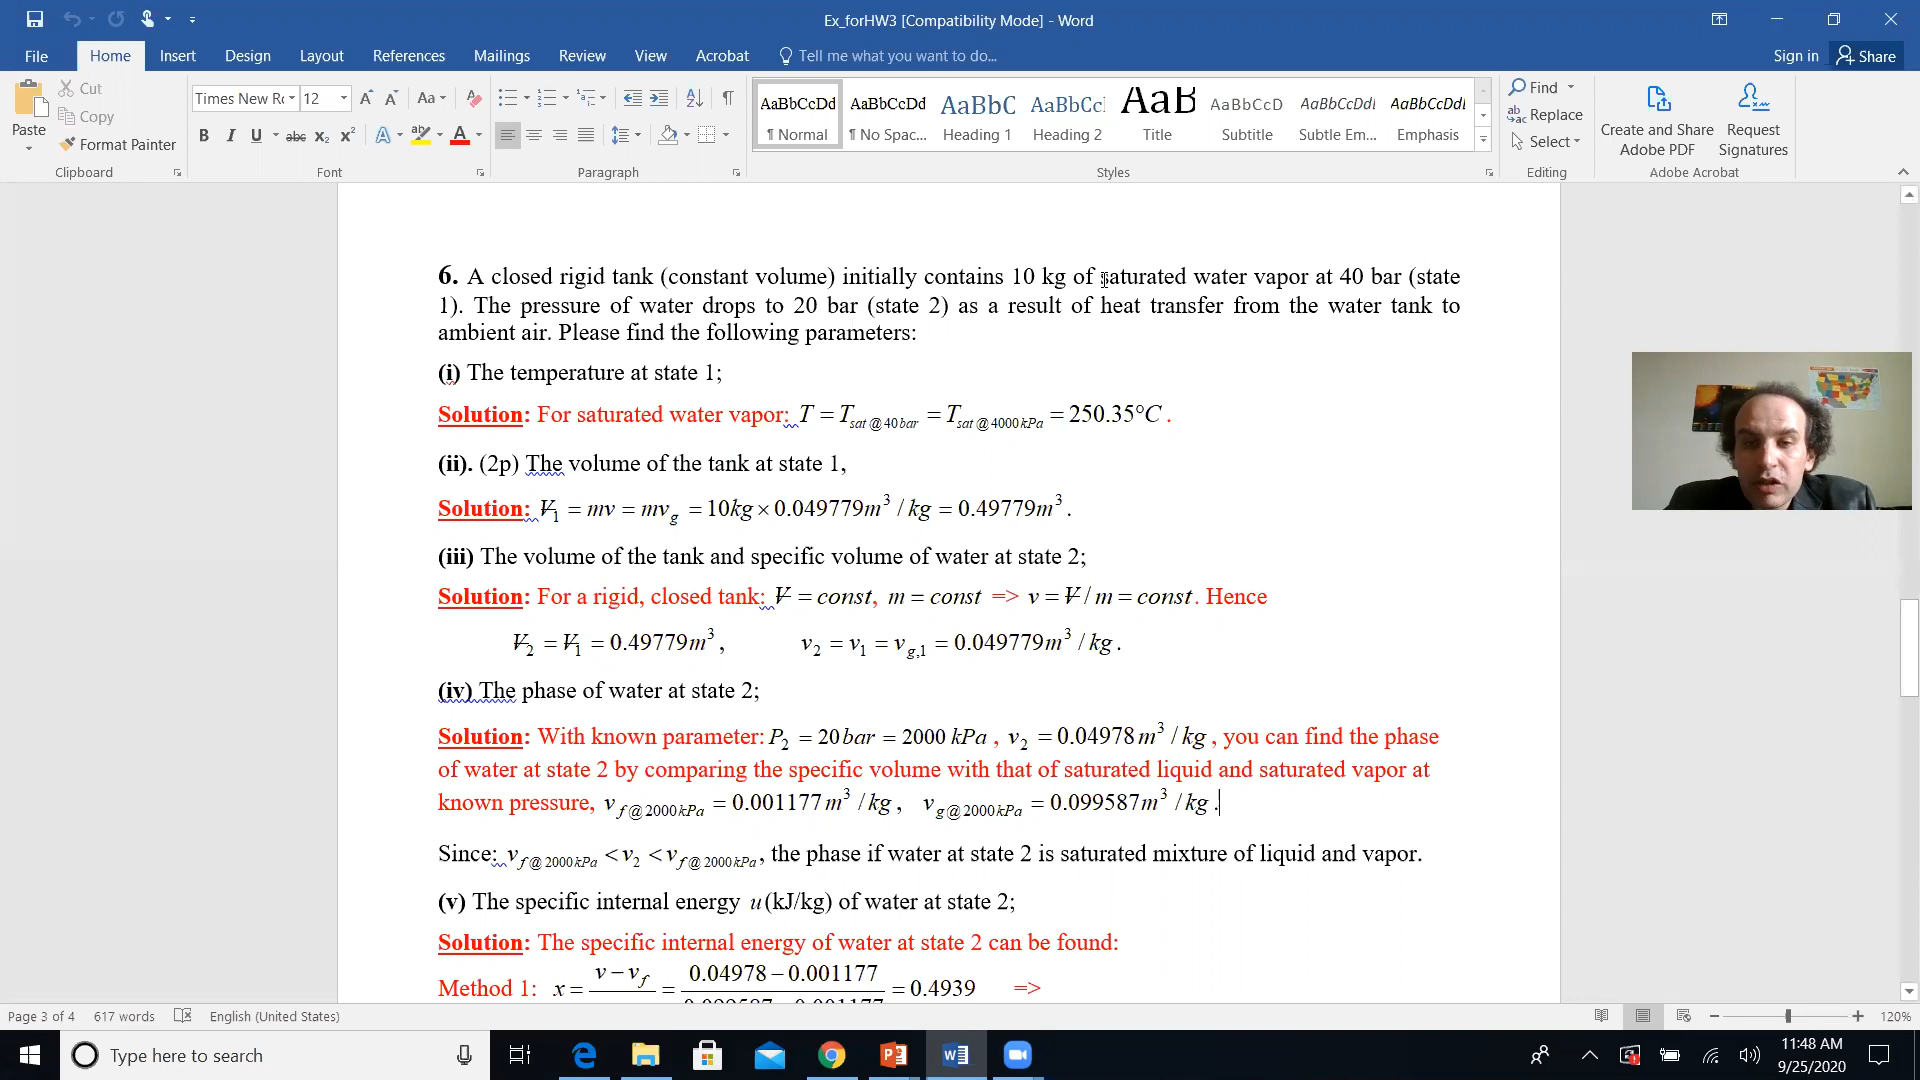 Ex_forHW3 [Compatibility Mode] - Word
File Home Insert Design Layout References Mailings Review View Acrobat Tell me what you want to do... Sign in Share
Paste Cut Copy Format Painter Clipboard
Times New Ro 12 Font
B I U abc x₂ x² A ab A
Paragraph
AaBbCcDd AaBbCcDd AaBbC AaBbCc AaB AaBbCcD AaBbCcDd AaBbCcDd
¶ Normal ¶ No Spac... Heading 1 Heading 2 Title Subtitle Subtle Em... Emphasis
Styles
Find Replace Select Editing
Create and Share Adobe PDF Request Signatures Adobe Acrobat
6. A closed rigid tank (constant volume) initially contains 10 kg of saturated water vapor at 40 bar (state
1). The pressure of water drops to 20 bar (state 2) as a result of heat transfer from the water tank to
ambient air. Please find the following parameters:
(i) The temperature at state 1;
Solution: For saturated water vapor: T = T_sat@40bar = T_sat@4000kPa = 250.35°C .
(ii). (2p) The volume of the tank at state 1,
Solution: V₁ = mv = mv_g = 10kg × 0.049779m³ / kg = 0.49779m³.
(iii) The volume of the tank and specific volume of water at state 2;
Solution: For a rigid, closed tank: V = const, m = const => v = V / m = const. Hence
V₂ = V₁ = 0.49779m³, v₂ = v₁ = v_g,1 = 0.049779m³ / kg.
(iv) The phase of water at state 2;
Solution: With known parameter: P₂ = 20bar = 2000 kPa , v₂ = 0.04978m³ / kg , you can find the phase
of water at state 2 by comparing the specific volume with that of saturated liquid and saturated vapor at
known pressure, v_f@2000kPa = 0.001177m³ / kg , v_g@2000kPa = 0.099587m³ / kg .
Since: v_f@2000kPa < v₂ < v_f@2000kPa, the phase if water at state 2 is saturated mixture of liquid and vapor.
(v) The specific internal energy u(kJ/kg) of water at state 2;
Solution: The specific internal energy of water at state 2 can be found:
Method 1: x = v − v_f = 0.04978 − 0.001177 = 0.4939 =>
Page 3 of 4 617 words English (United States) 120%
Type here to search 11:48 AM
9/25/2020